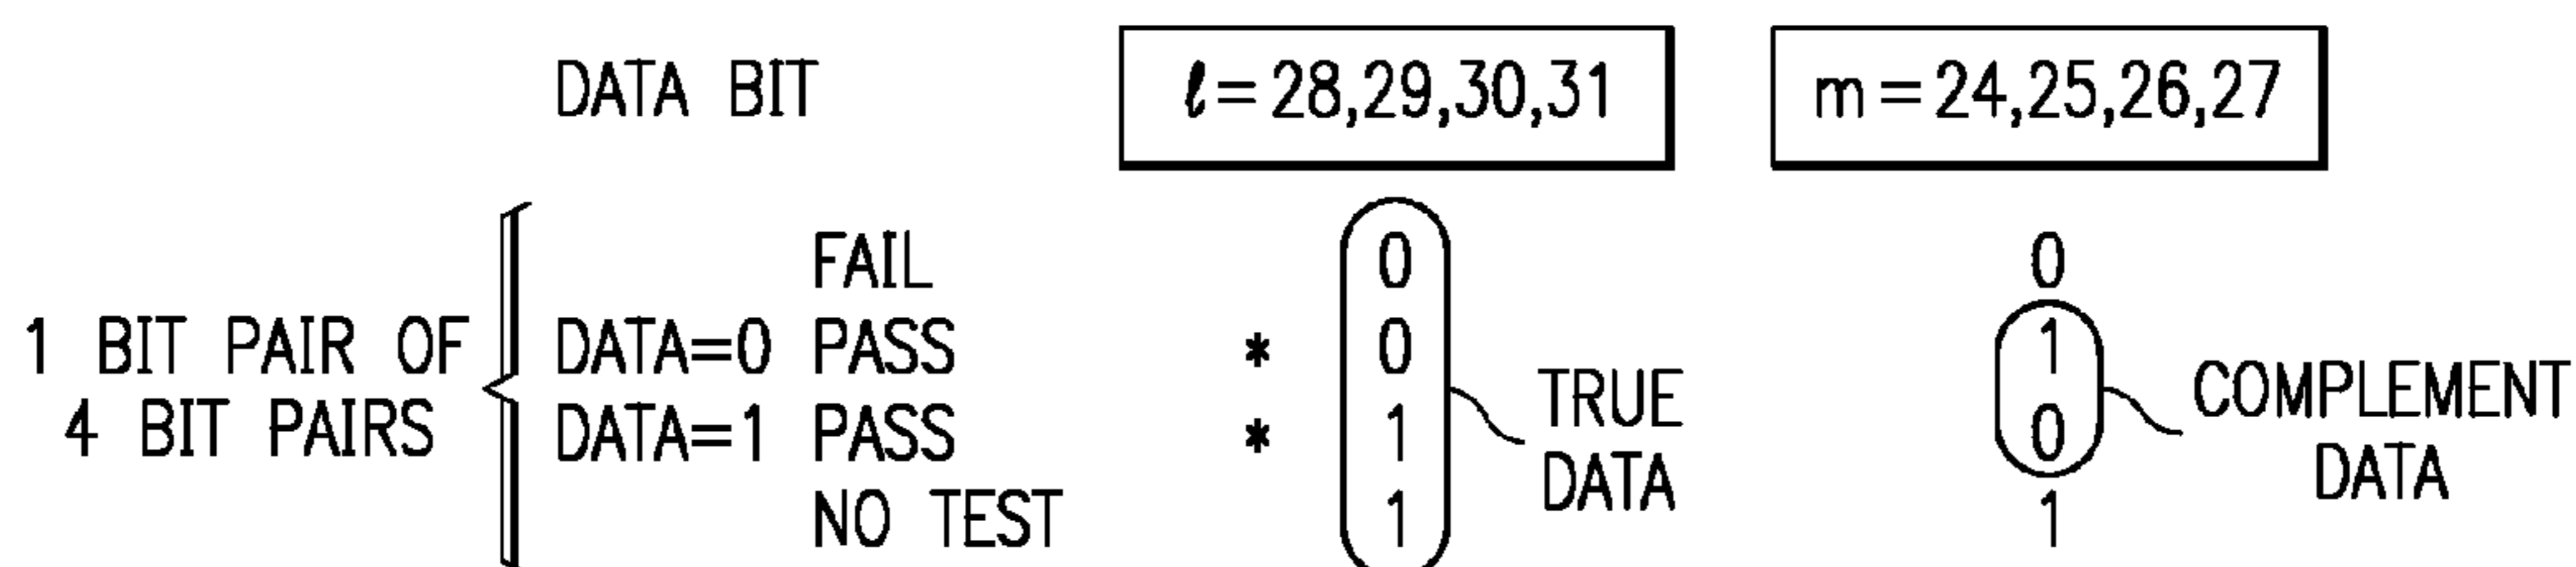 DATA BIT ℓ=28,29,30,31 m=24,25,26,27
FAIL 0 0
1 BIT PAIR OF DATA=0 PASS * 0 1
4 BIT PAIRS DATA=1 PASS * 1 0
NO TEST 1 1
TRUE
DATA
COMPLEMENT
DATA